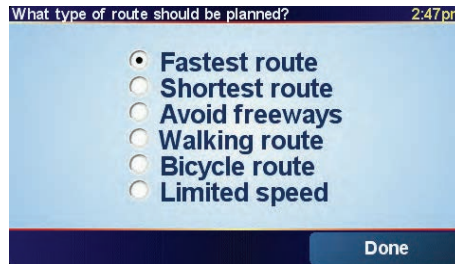 What type of route should be planned? 2:47pm
Fastest route
Shortest route
Avoid freeways
Walking route
Bicycle route
Limited speed
Done